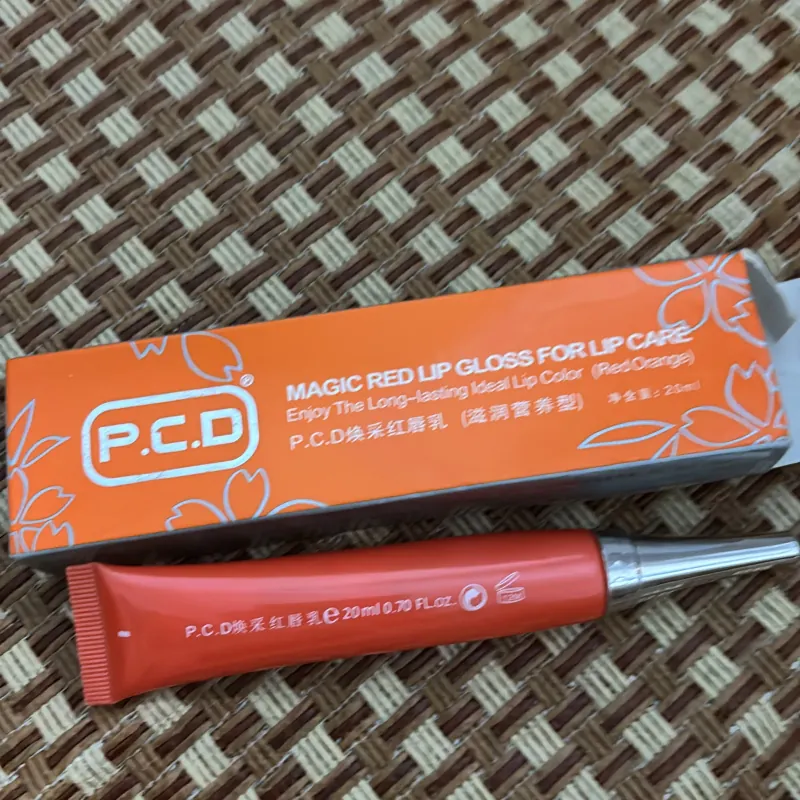 P.C.D®
MAGIC RED LIP GLOSS FOR LIP CARE
Enjoy The Long-lasting Ideal Lip Color (Red Orange)
P.C.D焕采红唇乳 (滋润营养型) 净含量:20ml
P.C.D焕采红唇乳 ℮ 20ml 0.70 FL.oz.